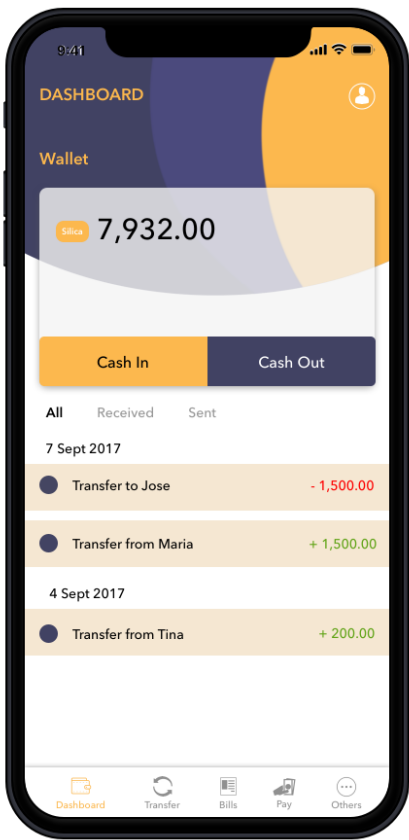 9:41
DASHBOARD
Wallet
Silica 7,932.00
Cash In Cash Out
All Received Sent
7 Sept 2017
Transfer to Jose - 1,500.00
Transfer from Maria + 1,500.00
4 Sept 2017
Transfer from Tina + 200.00
Dashboard Transfer Bills Pay Others